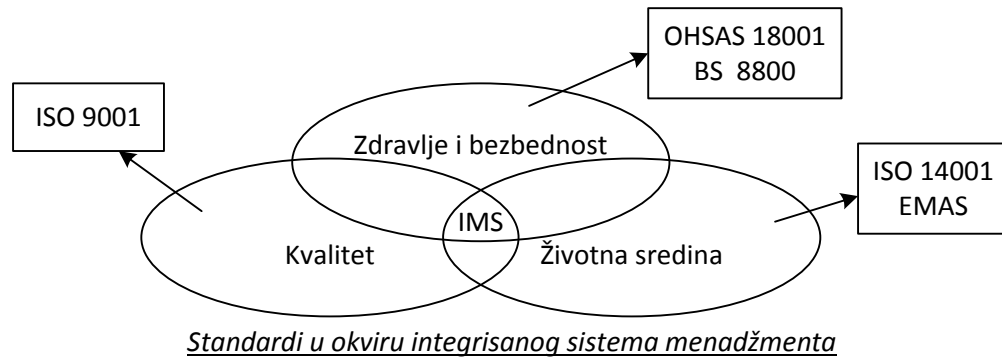 OHSAS 18001
BS 8800
ISO 9001
Zdravlje i bezbednost
ISO 14001
EMAS
IMS
Kvalitet
Životna sredina
Standardi u okviru integrisanog sistema menadžmenta